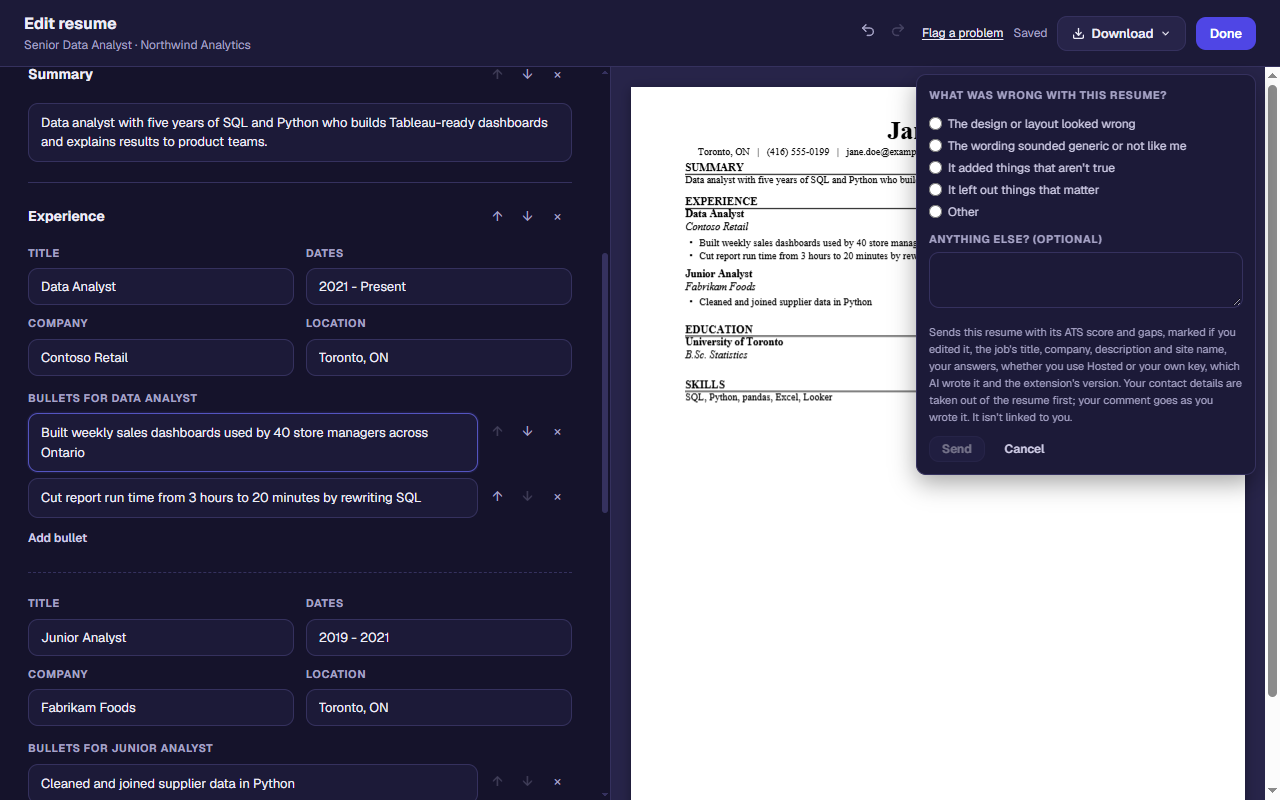 Edit resume
Senior Data Analyst · Northwind Analytics
Flag a problem
Saved
Download
Done
Summary
Data analyst with five years of SQL and Python who builds Tableau-ready dashboards
and explains results to product teams.
Experience
TITLE
DATES
Data Analyst
2021 - Present
COMPANY
LOCATION
Contoso Retail
Toronto, ON
BULLETS FOR DATA ANALYST
Built weekly sales dashboards used by 40 store managers across
Ontario
Cut report run time from 3 hours to 20 minutes by rewriting SQL
Add bullet
TITLE
DATES
Junior Analyst
2019 - 2021
COMPANY
LOCATION
Fabrikam Foods
Toronto, ON
BULLETS FOR JUNIOR ANALYST
Cleaned and joined supplier data in Python
Toronto, ON | (416) 555-0199 |
SUMMARY
Data analyst with five years of SQL and Python who
EXPERIENCE
Data Analyst
Contoso Retail
• Built weekly sales dashboards used by 40 store
• Cut report run time from 3 hours to 20 minutes by
Junior Analyst
Fabrikam Foods
• Cleaned and joined supplier data in Python
EDUCATION
University of Toronto
B.Sc. Statistics
SKILLS
SQL, Python, pandas, Excel, Looker
WHAT WAS WRONG WITH THIS RESUME?
The design or layout looked wrong
The wording sounded generic or not like me
It added things that aren't true
It left out things that matter
Other
ANYTHING ELSE? (OPTIONAL)
Sends this resume with its ATS score and gaps, marked if you
edited it, the job's title, company, description and site name,
your answers, whether you use Hosted or your own key, which
AI wrote it and the extension's version. Your contact details are
taken out of the resume first; your comment goes as you
wrote it. It isn't linked to you.
Send
Cancel